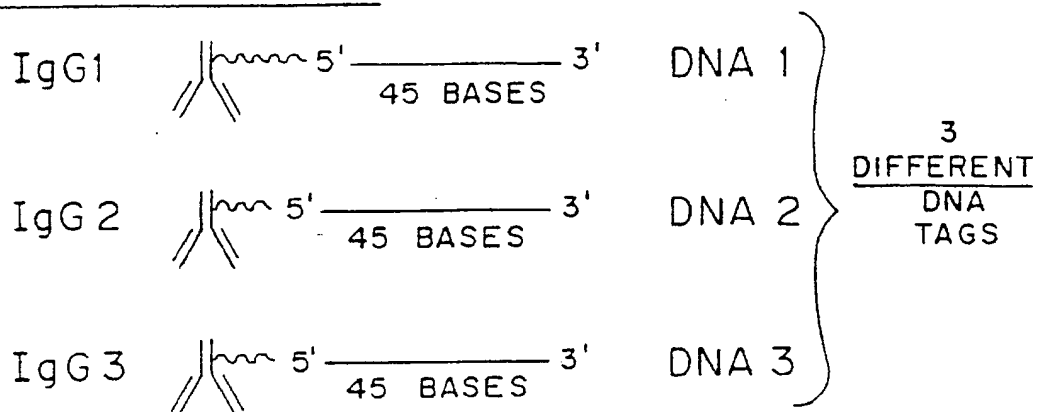 IgG1 5' 3' DNA 1
45 BASES
3
DIFFERENT
DNA
TAGS
IgG 2 5' 3' DNA 2
45 BASES
IgG 3 5' 3' DNA 3
45 BASES